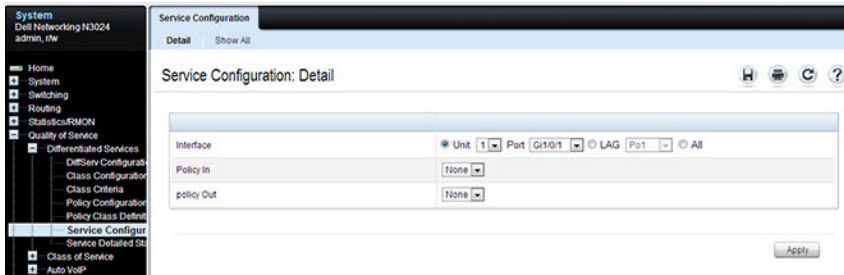 System
Dell Networking N3024
admin, r/w
Home
System
Switching
Routing
Statistics/RMON
Quality of Service
Differentiated Services
DiffServ Configurati
Class Configuration
Class Criteria
Policy Configuration
Policy Class Definit
Service Configur
Service Detailed Sta
Class of Service
Auto VoIP
Service Configuration
Detail Show All
Service Configuration: Detail
Interface Unit 1 Port Gi1/0/1 LAG Po1 All
Policy In None
policy Out None
Apply